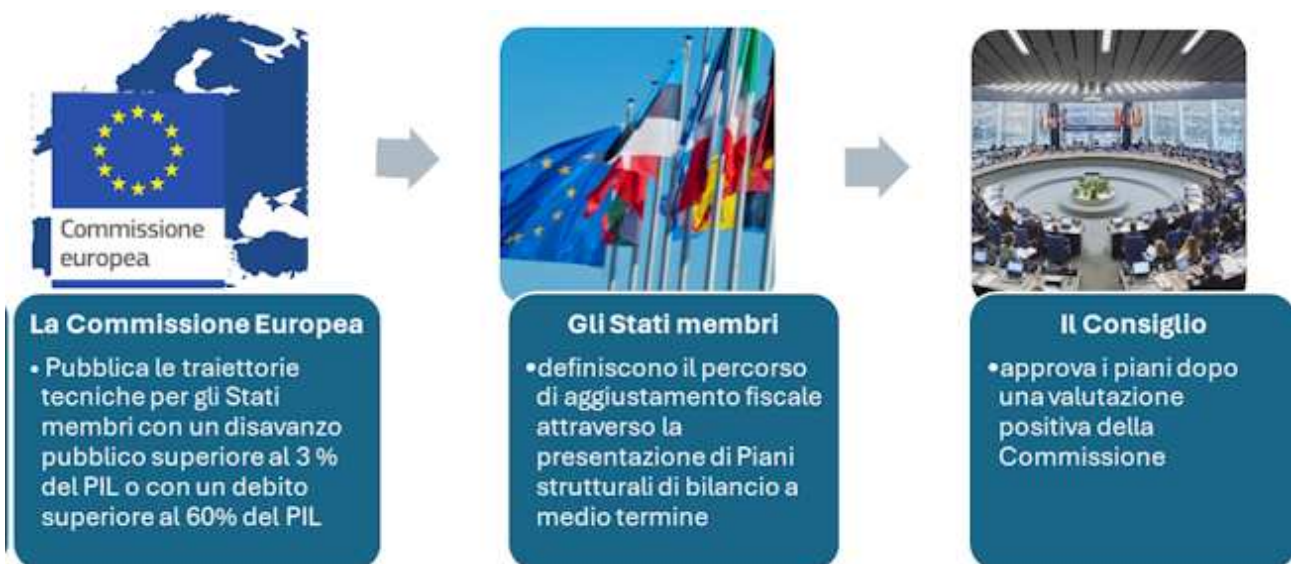 Commissione
europea
La Commissione Europea
• Pubblica le traiettorie
tecniche per gli Stati
membri con un disavanzo
pubblico superiore al 3 %
del PIL o con un debito
superiore al 60% del PIL
Gli Stati membri
•definiscono il percorso
di aggiustamento fiscale
attraverso la
presentazione di Piani
strutturali di bilancio a
medio termine
Il Consiglio
•approva i piani dopo
una valutazione
positiva della
Commissione